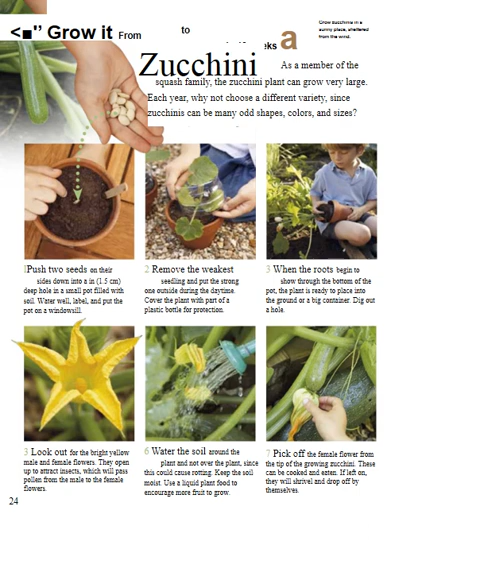 <■" Grow it From to
eks a
Grow zucchinis in a
sunny place, sheltered
from the wind.
Zucchini
As a member of the
squash family, the zucchini plant can grow very large.
Each year, why not choose a different variety, since
zucchinis can be many odd shapes, colors, and sizes?
1Push two seeds on their
sides down into a in (1.5 cm)
deep hole in a small pot filled with
soil. Water well, label, and put the
pot on a windowsill.
2 Remove the weakest
seedling and put the strong
one outside during the daytime.
Cover the plant with part of a
plastic bottle for protection.
3 When the roots begin to
show through the bottom of the
pot, the plant is ready to place into
the ground or a big container. Dig out
a hole.
3 Look out for the bright yellow
male and female flowers. They open
up to attract insects, which will pass
pollen from the male to the female
flowers.
6 Water the soil around the
plant and not over the plant, since
this could cause rotting. Keep the soil
moist. Use a liquid plant food to
encourage more fruit to grow.
7 Pick off the female flower from
the tip of the growing zucchini. These
can be cooked and eaten. If left on,
they will shrivel and drop off by
themselves.
24